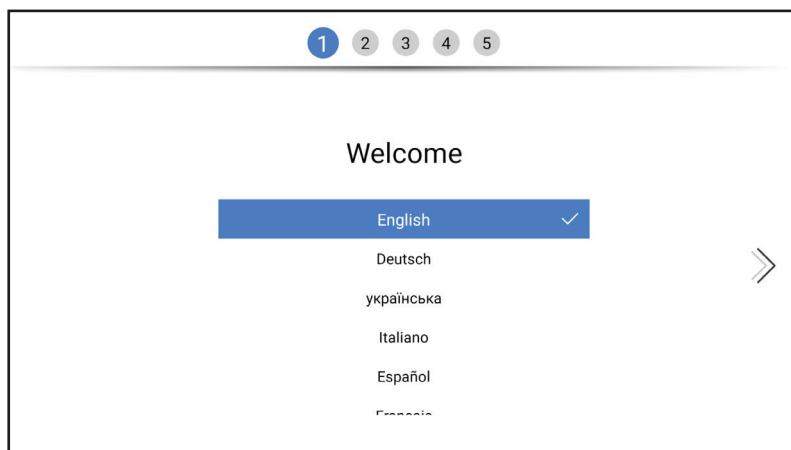 1 2 3 4 5
Welcome
English
Deutsch
українська
Italiano
Español